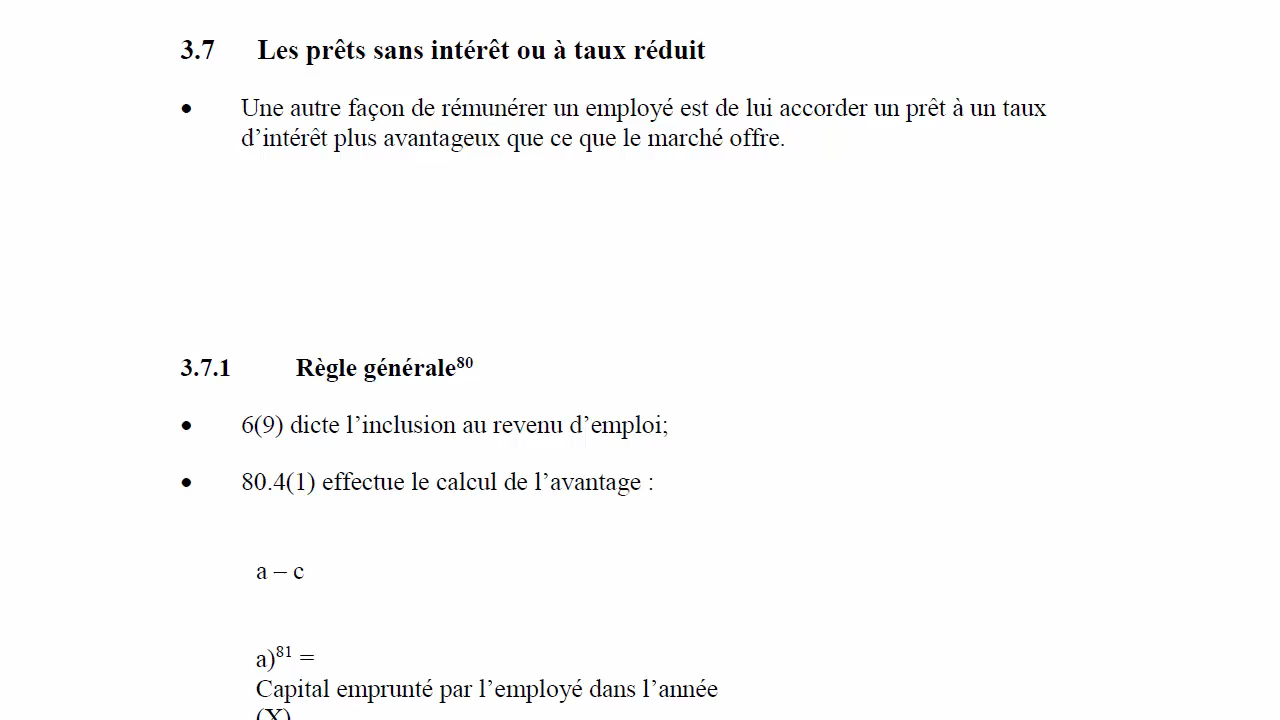 3.7 Les prêts sans intérêt ou à taux réduit
• Une autre façon de rémunérer un employé est de lui accorder un prêt à un taux
d’intérêt plus avantageux que ce que le marché offre.
3.7.1 Règle générale80
• 6(9) dicte l’inclusion au revenu d’emploi;
• 80.4(1) effectue le calcul de l’avantage :
a – c
a)81 =
Capital emprunté par l’employé dans l’année
(X)